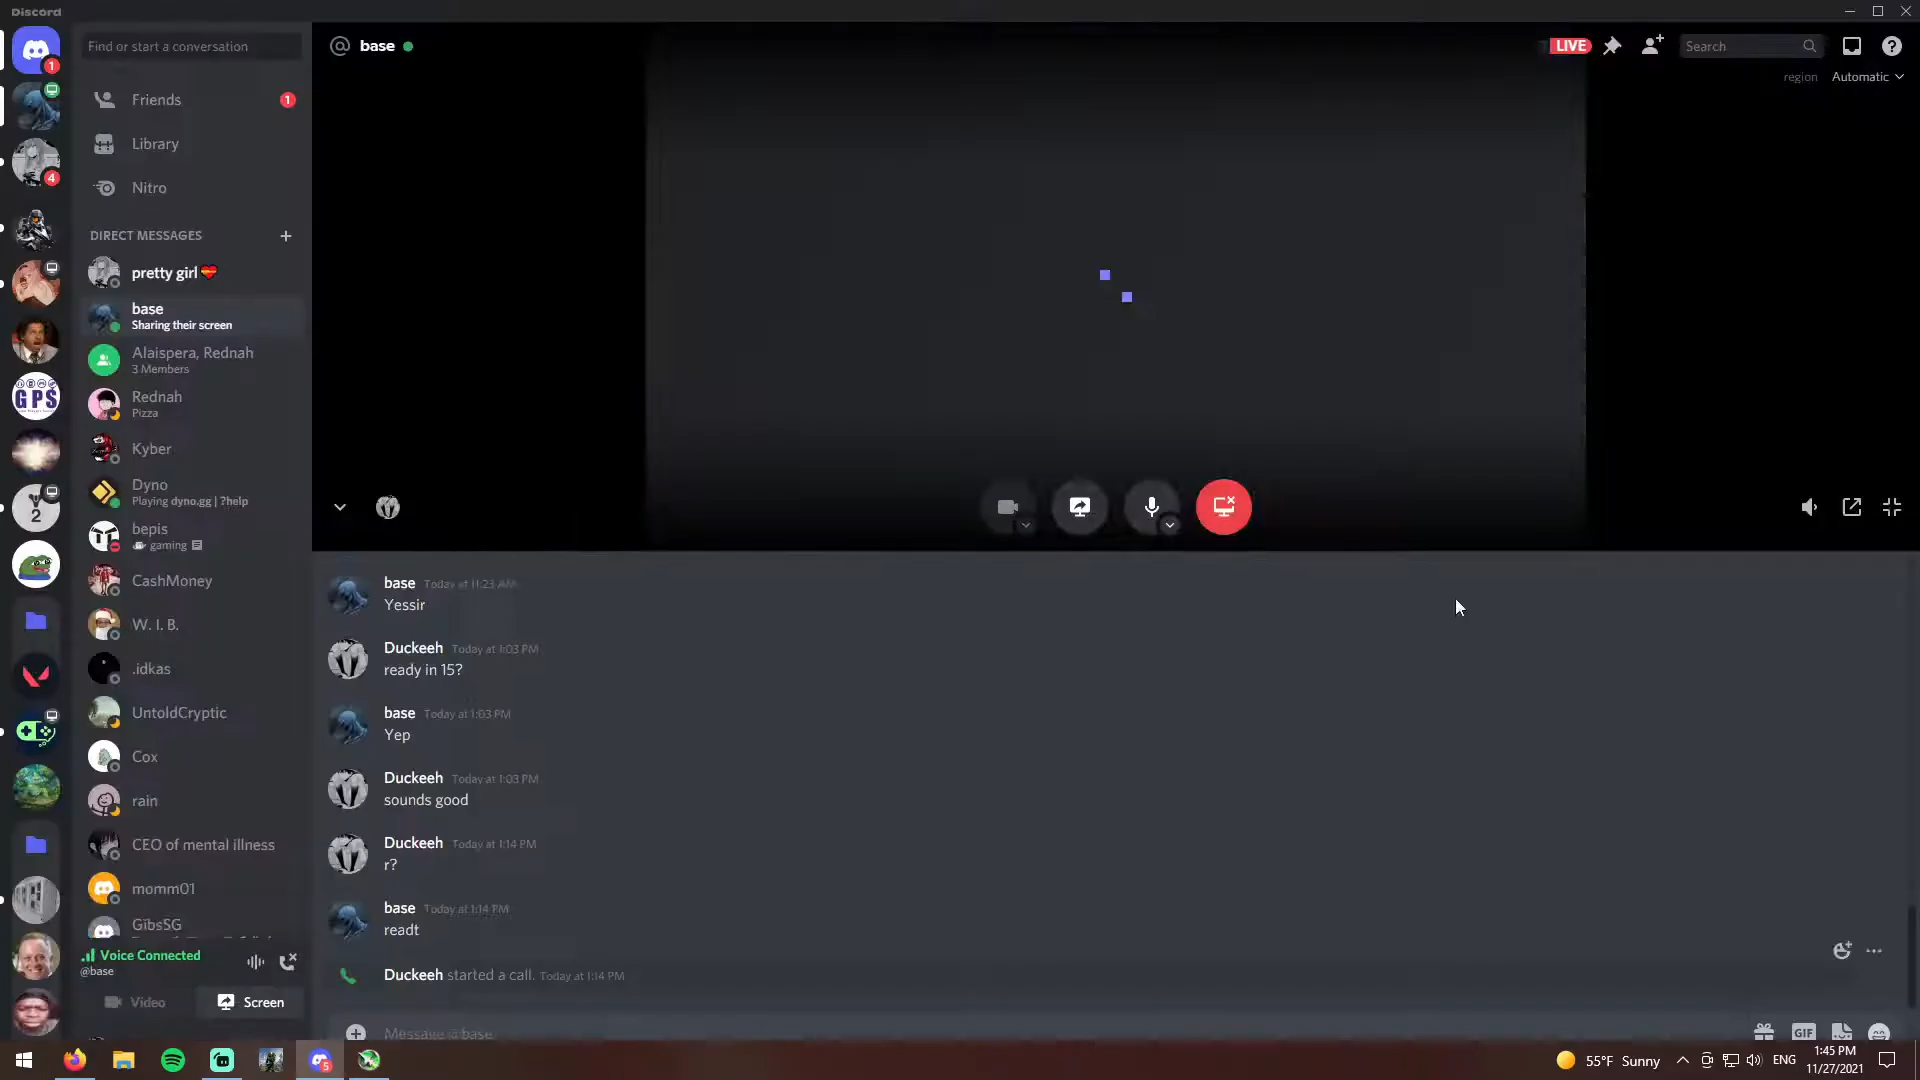 Discord
Find or start a conversation
@ base
LIVE
Search
region Automatic
1
Friends 1
Library
4
Nitro
DIRECT MESSAGES +
pretty girl
base
Sharing their screen
Alaispera, Rednah
3 Members
Rednah
Pizza
GPS
Kyber
Dyno
Playing dyno.gg | ?help
2
bepis
gaming
CashMoney
W. I. B.
.idkas
UntoldCryptic
Cox
rain
CEO of mental illness
momm01
GibsSG
Voice Connected
@base
Video Screen
base Today at 11:23 AM
Yessir
Duckeeh Today at 1:03 PM
ready in 15?
base Today at 1:03 PM
Yep
Duckeeh Today at 1:03 PM
sounds good
Duckeeh Today at 1:14 PM
r?
base Today at 1:14 PM
readt
Duckeeh started a call. Today at 1:14 PM
Message @base
GIF
5
55°F Sunny
ENG
1:45 PM
11/27/2021